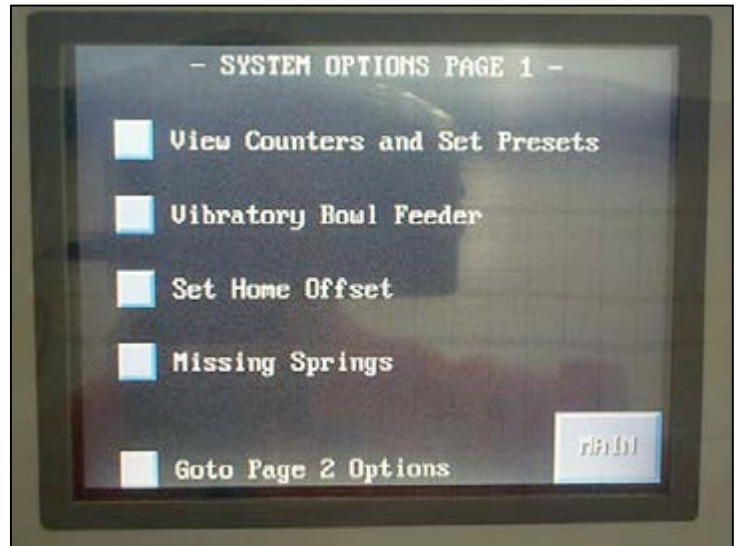 - SYSTEM OPTIONS PAGE 1 -
View Counters and Set Presets
Vibratory Bowl Feeder
Set Home Offset
Missing Springs
MAIN
Goto Page 2 Options